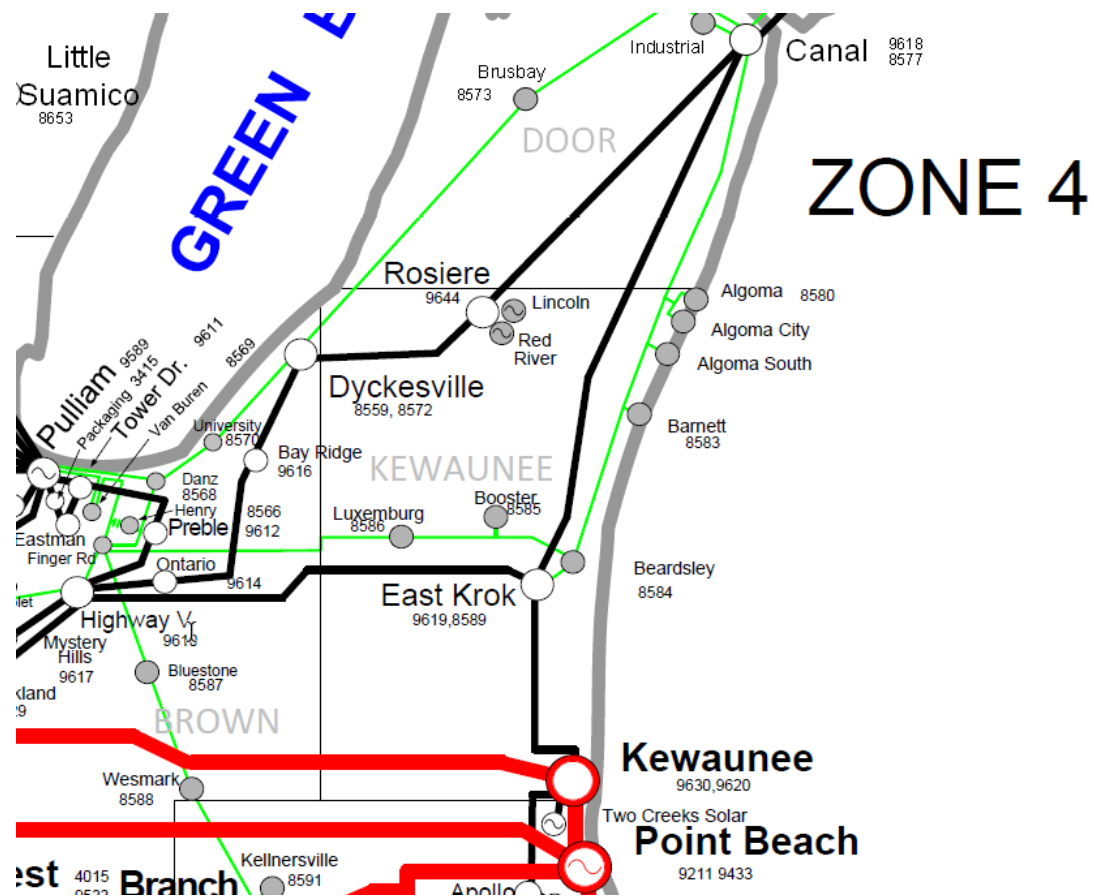 Little
Suamico
8653
GREEN
Industrial
Canal
9618
8577
Brusbay
8573
DOOR
ZONE 4
Rosiere
9644
Lincoln
Red
River
Algoma
8580
Algoma City
Algoma South
Barnett
8583
Pulliam 9589
Packaging 3415
Tower Dr. 9611
Van Buren
8569
Dyckesville
8559, 8572
University
8570
Bay Ridge
9616
KEWAUNEE
Danz
8568
Henry
8566
9612
Preble
Eastman
Finger Rd
Luxemburg
8586
Booster
8585
Ontario
9614
Beardsley
8584
East Krok
9619,8589
Highway V
Mystery
Hills
9617
Bluestone
8587
kland
BROWN
Kewaunee
9630,9620
Wesmark
8588
Two Creeks Solar
Point Beach
9211 9433
Kellnersville
8591
est
4015
Branch
Apollo